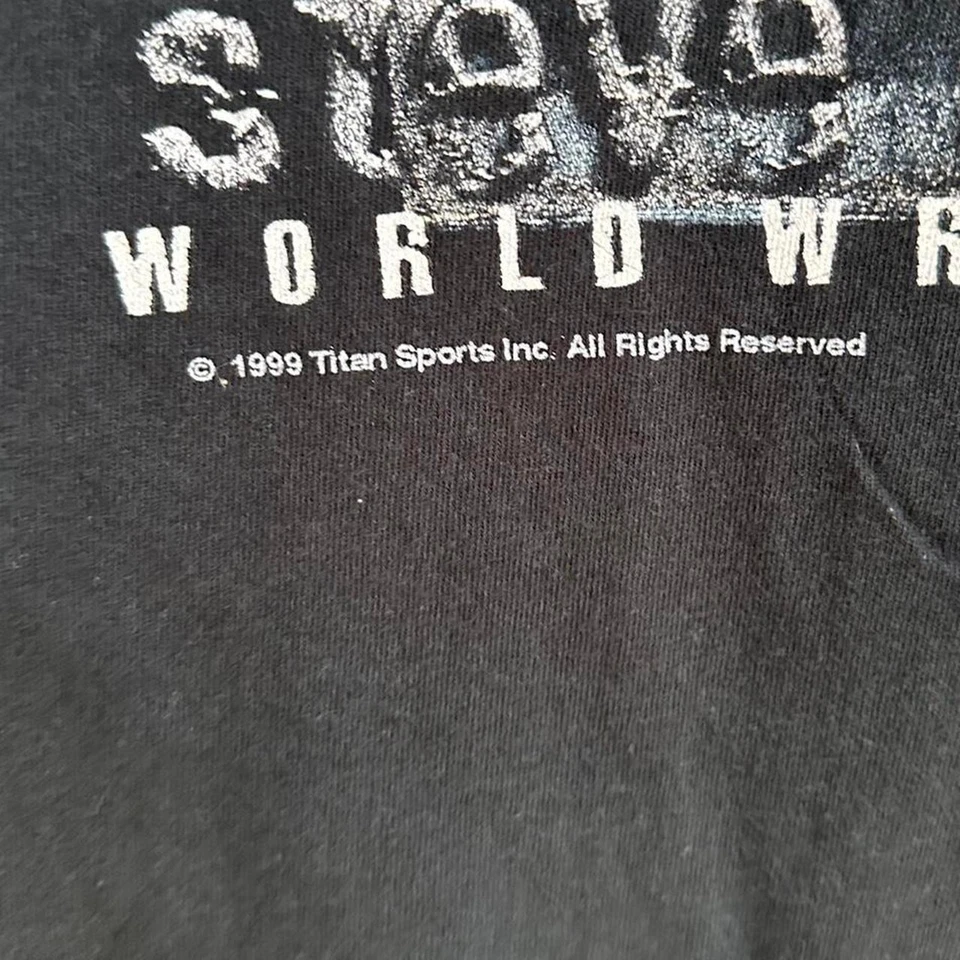 Steve
WORLD WR
© 1999 Titan Sports Inc. All Rights Reserved